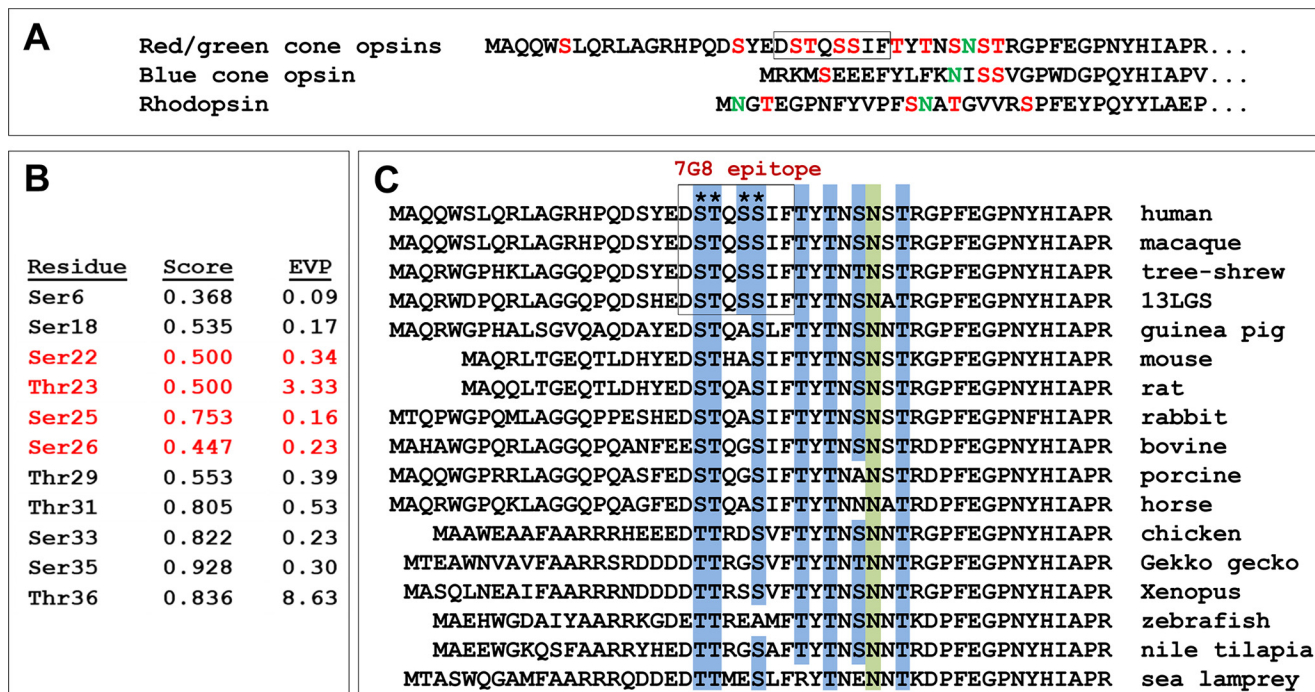 A
Red/green cone opsins MAQQWSLQRLAGRHPQDSYEDSTQSSIFTYTNSNSTRGPFEGPNYHIAPR...
Blue cone opsin MRKMSEEEFYLFKNISSVGPWDGPQYHIAPV...
Rhodopsin MNGTEGPNFYVPFSNATGVVRSPFEYPQYYLAEP...
B
Residue Score EVP
Ser6 0.368 0.09
Ser18 0.535 0.17
Ser22 0.500 0.34
Thr23 0.500 3.33
Ser25 0.753 0.16
Ser26 0.447 0.23
Thr29 0.553 0.39
Thr31 0.805 0.53
Ser33 0.822 0.23
Ser35 0.928 0.30
Thr36 0.836 8.63
C
7G8 epitope
** **
MAQQWSLQRLAGRHPQDSYEDSTQSSIFTYTNSNSTRGPFEGPNYHIAPR human
MAQQWSLQRLAGRHPQDSYEDSTQSSIFTYTNSNSTRGPFEGPNYHIAPR macaque
MAQRWGPHKLAGGQPQDSYEDSTQSSIFTYTNTNSTRGPFEGPNYHIAPR tree-shrew
MAQRWDPQRLAGGQPQDSHEDSTQSSIFTYTNSNATRGPFEGPNYHIAPR 13LGS
MAQRWGPHALSGVQAQDAYEDSTQASLFTYTNSNNTRGPFEGPNYHIAPR guinea pig
MAQRLTGEQTLDHYEDSTHASIFTYTNSNSTKGPFEGPNYHIAPR mouse
MAQQLTGEQTLDHYEDSTQASIFTYTNSNSTRGPFEGPNYHIAPR rat
MTQPWGPQMLAGGQPPESHEDSTQASIFTYTNSNSTRGPFEGPNFHIAPR rabbit
MAHAWGPQRLAGGQPQANFEESTQGSIFTYTNSNSTRDPFEGPNYHIAPR bovine
MAQQWGPRRLAGGQPQASFEDSTQGSIFTYTNANSTRDPFEGPNYHIAPR porcine
MAQRWGPQKLAGGQPQAGFEDSTQASIFTYTNNNATRDPFEGPNYHIAPR horse
MAAWEAAFAARRRHEEEDTTRDSVFTYTNSNNTRGPFEGPNYHIAPR chicken
MTEAWNVAVFAARRSRDDDDTTRGSVFTYTNTNNTRGPFEGPNYHIAPR Gekko gecko
MASQLNEAIFAARRRNDDDDTTRSSVFTYTNSNNTRGPFEGPNYHIAPR Xenopus
MAEHWGDAIYAARRKGDETTREAMFTYTNSNNTKDPFEGPNYHIAPR zebrafish
MAEEWGKQSFAARRYHEDTTRGSAFTYTNSNNTRDPFEGPNYHIAPR nile tilapia
MTASWQGAMFAARRRQDDEDTTMESLFRYTNENNTRDPFEGPNYHIAPR sea lamprey